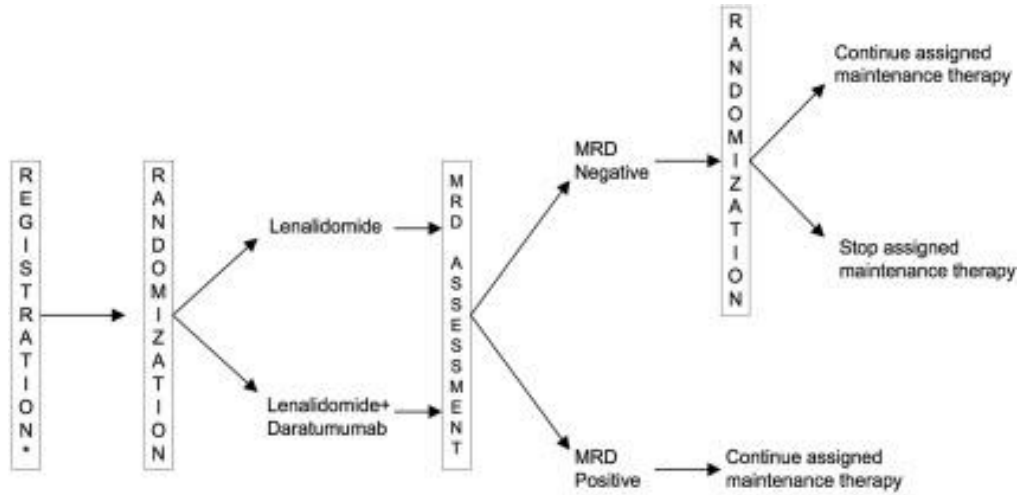 REGISTRATION*
RANDOMIZATION
Lenalidomide
Lenalidomide+
Daratumumab
MRD ASSESSMENT
MRD
Negative
MRD
Positive
RANDOMIZATION
Continue assigned
maintenance therapy
Stop assigned
maintenance therapy
Continue assigned
maintenance therapy